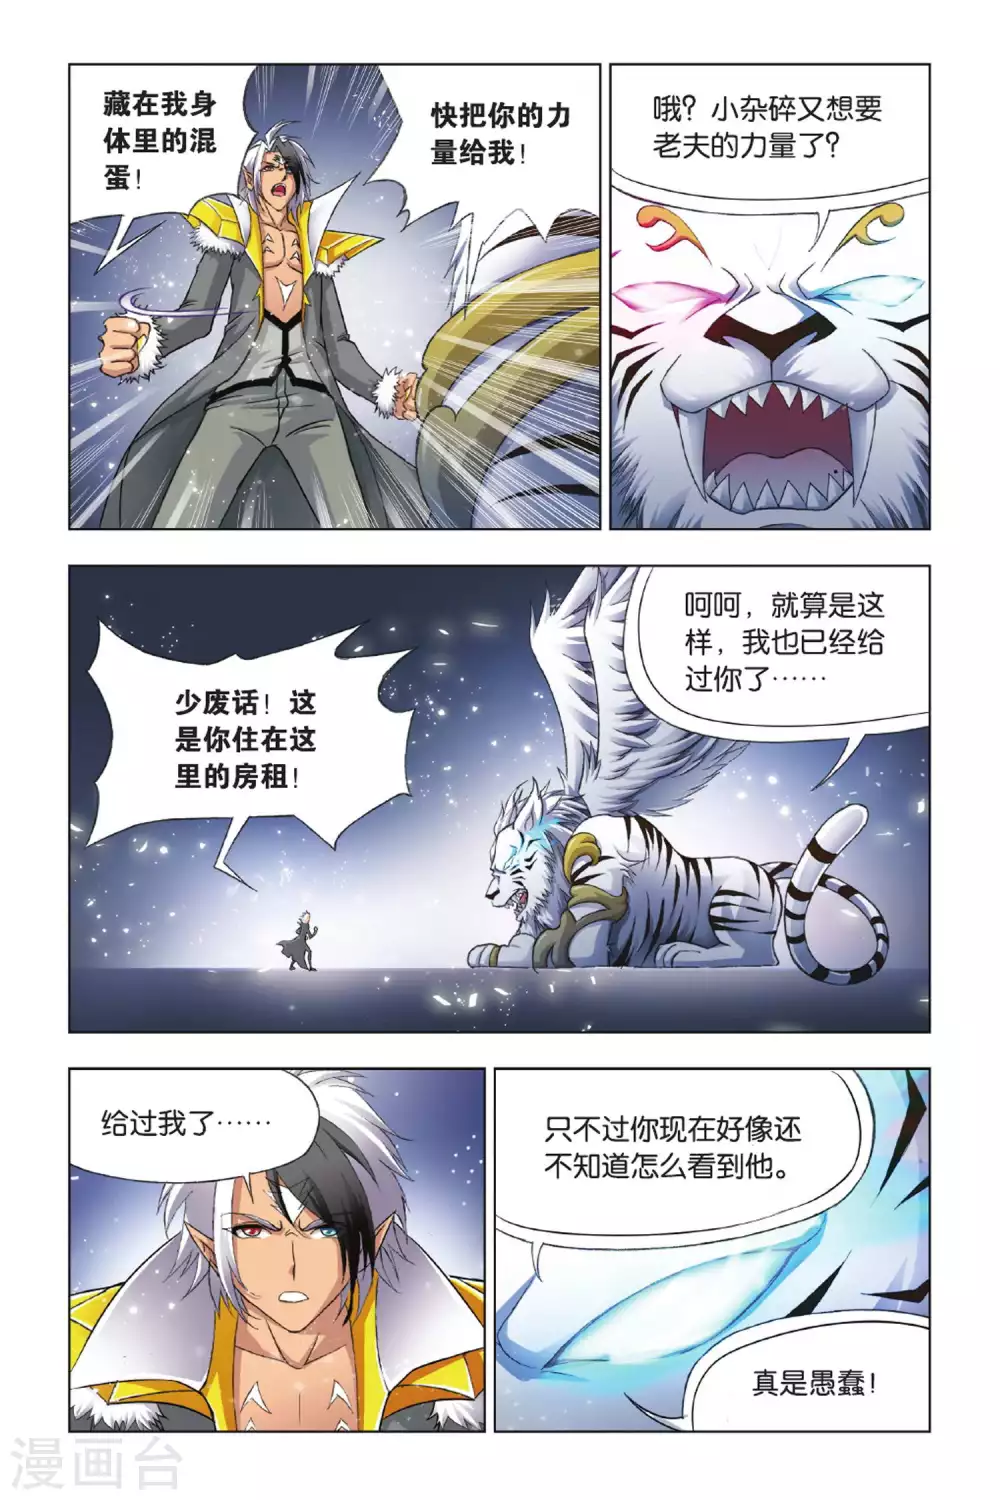 藏在我身
体里的混
蛋！
快把你的力
量给我！
哦？小杂碎又想要
老夫的力量了？
少废话！这
是你住在这
里的房租！
呵呵，就算是这
样，我也已经给
过你了……
给过我了……
只不过你现在好像还
不知道怎么看到他。
真是愚蠢！
漫画台